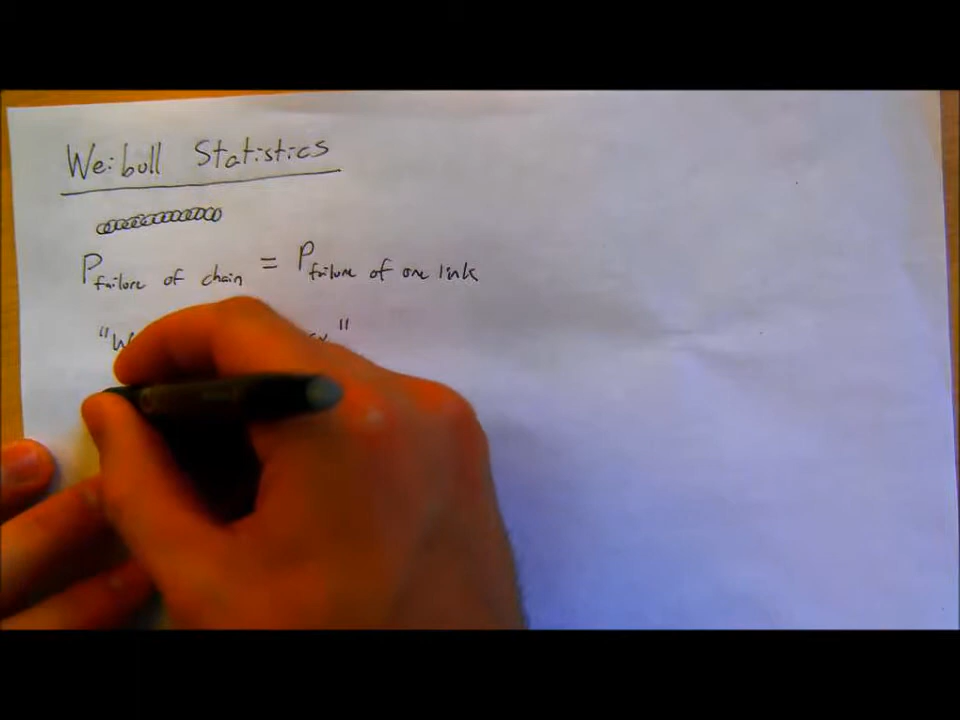 Weibull Statistics
P failure of chain = P failure of one link